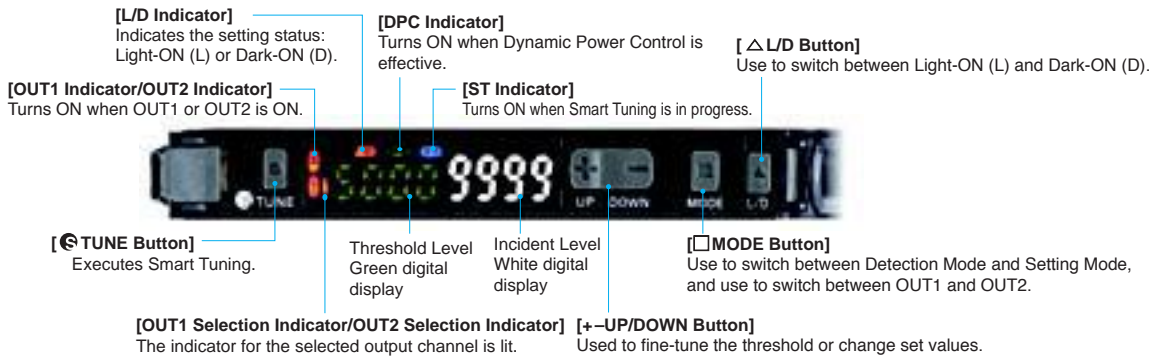 [L/D Indicator]
Indicates the setting status:
Light-ON (L) or Dark-ON (D).
[DPC Indicator]
Turns ON when Dynamic Power Control is
effective.
[△L/D Button]
Use to switch between Light-ON (L) and Dark-ON (D).
[OUT1 Indicator/OUT2 Indicator]
Turns ON when OUT1 or OUT2 is ON.
[ST Indicator]
Turns ON when Smart Tuning is in progress.
5000 9999
TUNE
UP DOWN
MODE
L/D
[S TUNE Button]
Executes Smart Tuning.
Threshold Level
Green digital
display
Incident Level
White digital
display
[□MODE Button]
Use to switch between Detection Mode and Setting Mode,
and use to switch between OUT1 and OUT2.
[OUT1 Selection Indicator/OUT2 Selection Indicator]
The indicator for the selected output channel is lit.
[+−UP/DOWN Button]
Used to fine-tune the threshold or change set values.